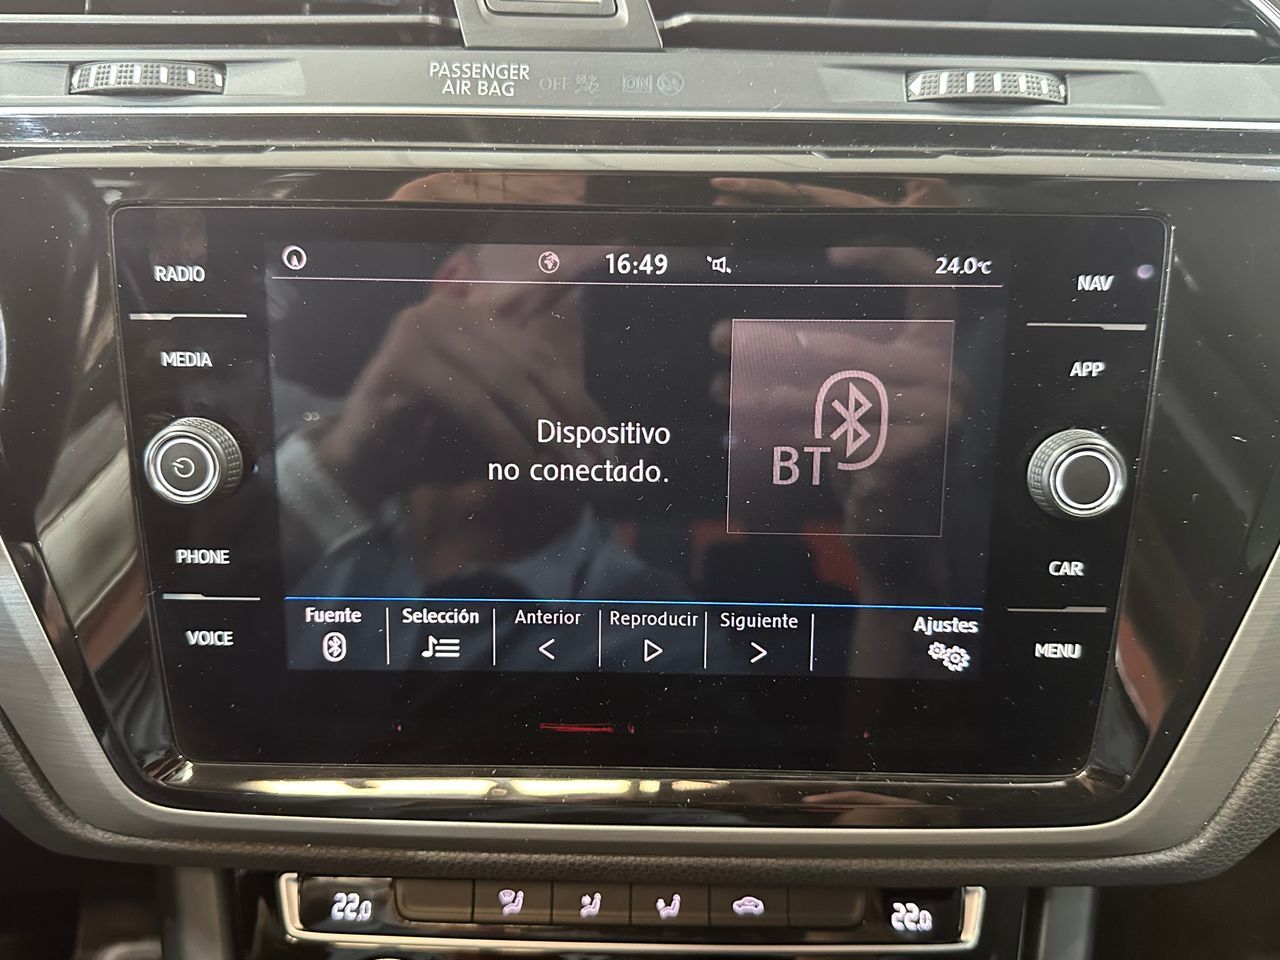 PASSENGER
AIR BAG
OFF
ON
RADIO
MEDIA
PHONE
VOICE
16:49
24.0°C
Dispositivo
no conectado.
BT
Fuente
Selección
Anterior
Reproducir
Siguiente
Ajustes
NAV
APP
CAR
MENU
22.0
22.0